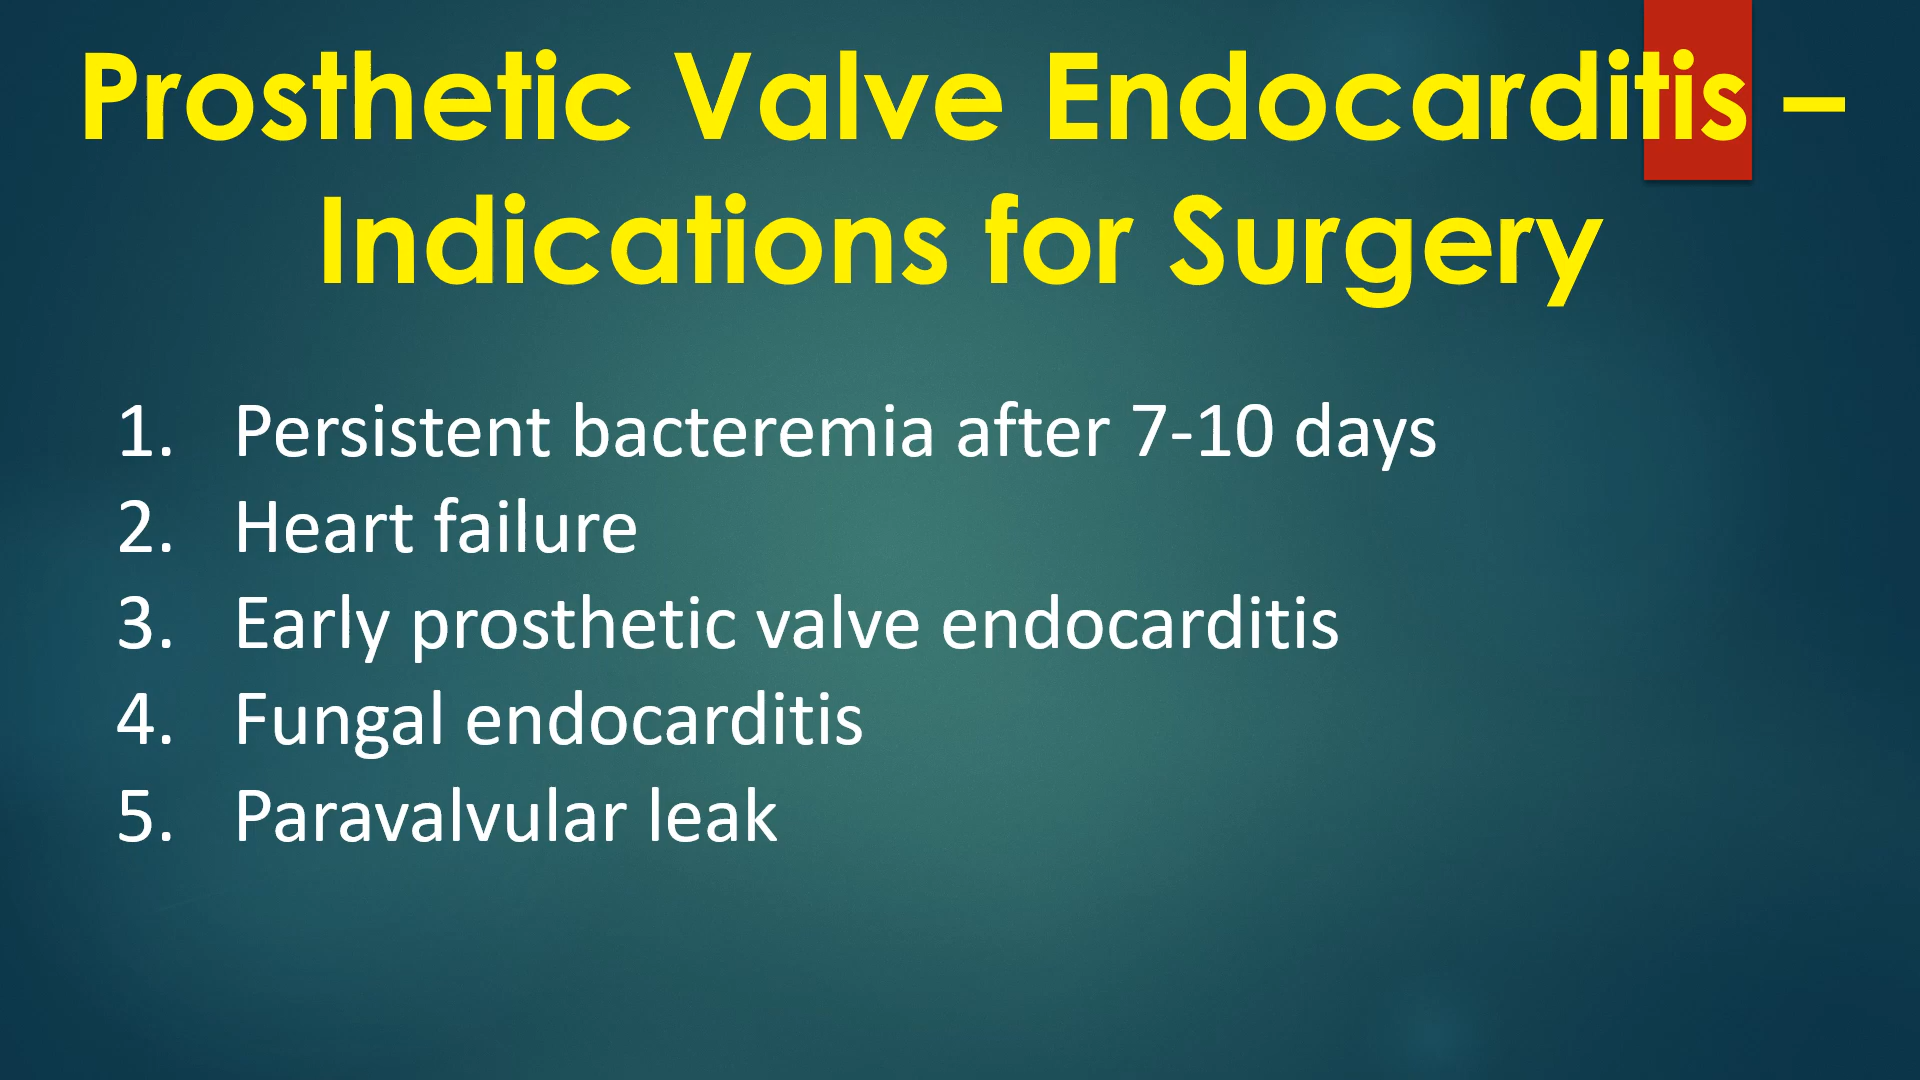 Prosthetic Valve Endocarditis –
Indications for Surgery
1. Persistent bacteremia after 7-10 days
2. Heart failure
3. Early prosthetic valve endocarditis
4. Fungal endocarditis
5. Paravalvular leak